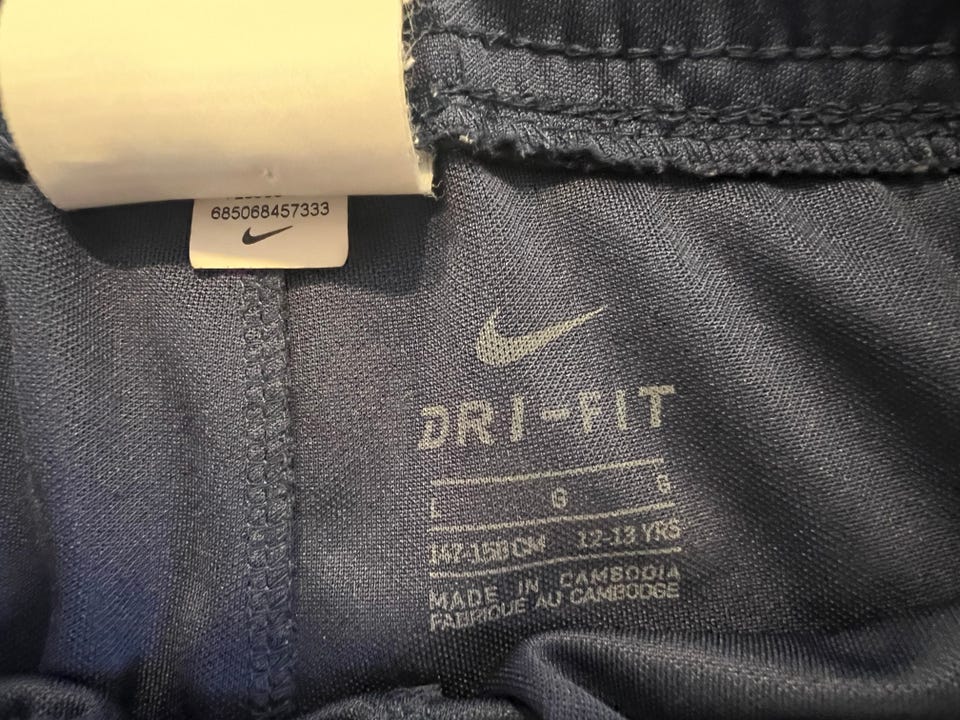 685068457333
DRI-FIT
L G G
147-158 CM 12-13 YRS
MADE IN CAMBODIA
FABRIQUE AU CAMBODGE